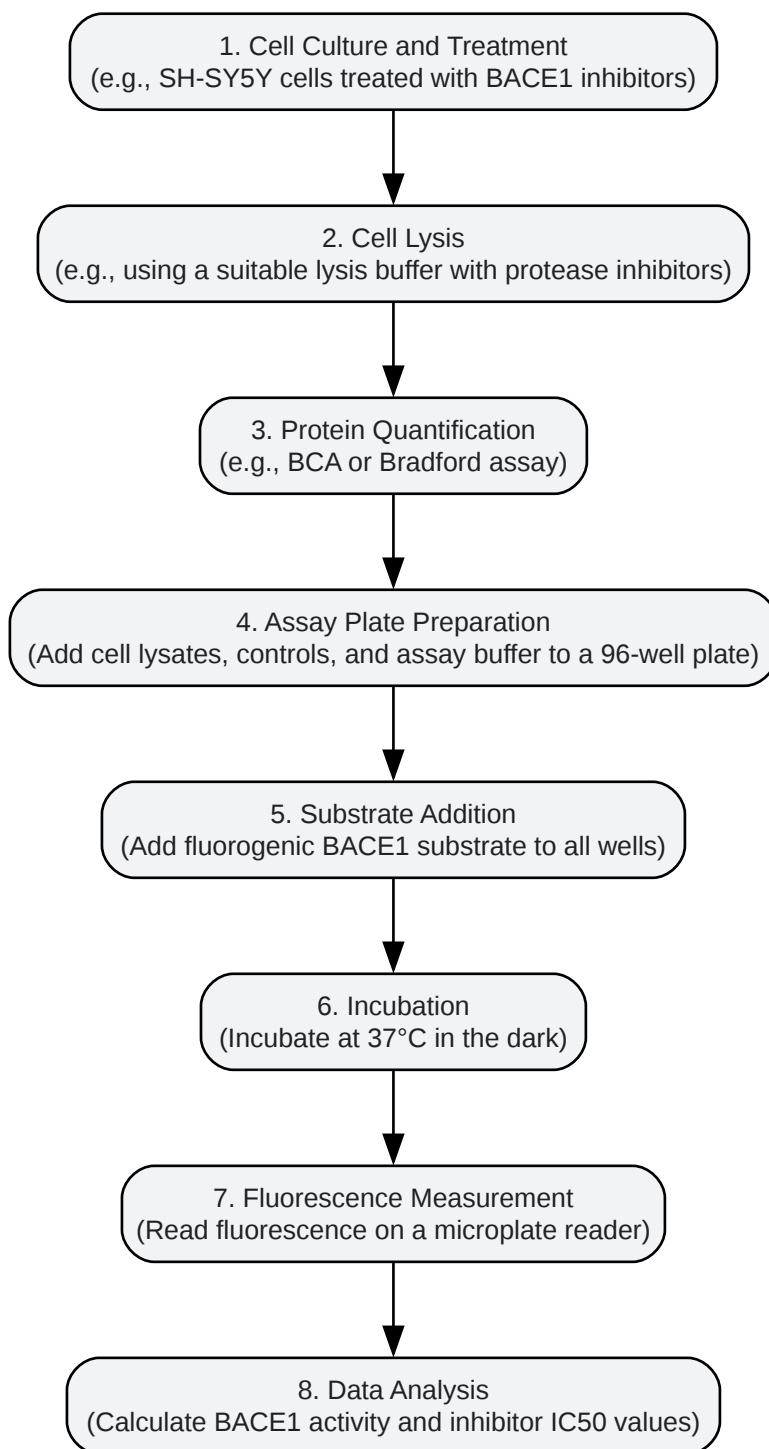 1. Cell Culture and Treatment
(e.g., SH-SY5Y cells treated with BACE1 inhibitors)
2. Cell Lysis
(e.g., using a suitable lysis buffer with protease inhibitors)
3. Protein Quantification
(e.g., BCA or Bradford assay)
4. Assay Plate Preparation
(Add cell lysates, controls, and assay buffer to a 96-well plate)
5. Substrate Addition
(Add fluorogenic BACE1 substrate to all wells)
6. Incubation
(Incubate at 37°C in the dark)
7. Fluorescence Measurement
(Read fluorescence on a microplate reader)
8. Data Analysis
(Calculate BACE1 activity and inhibitor IC50 values)